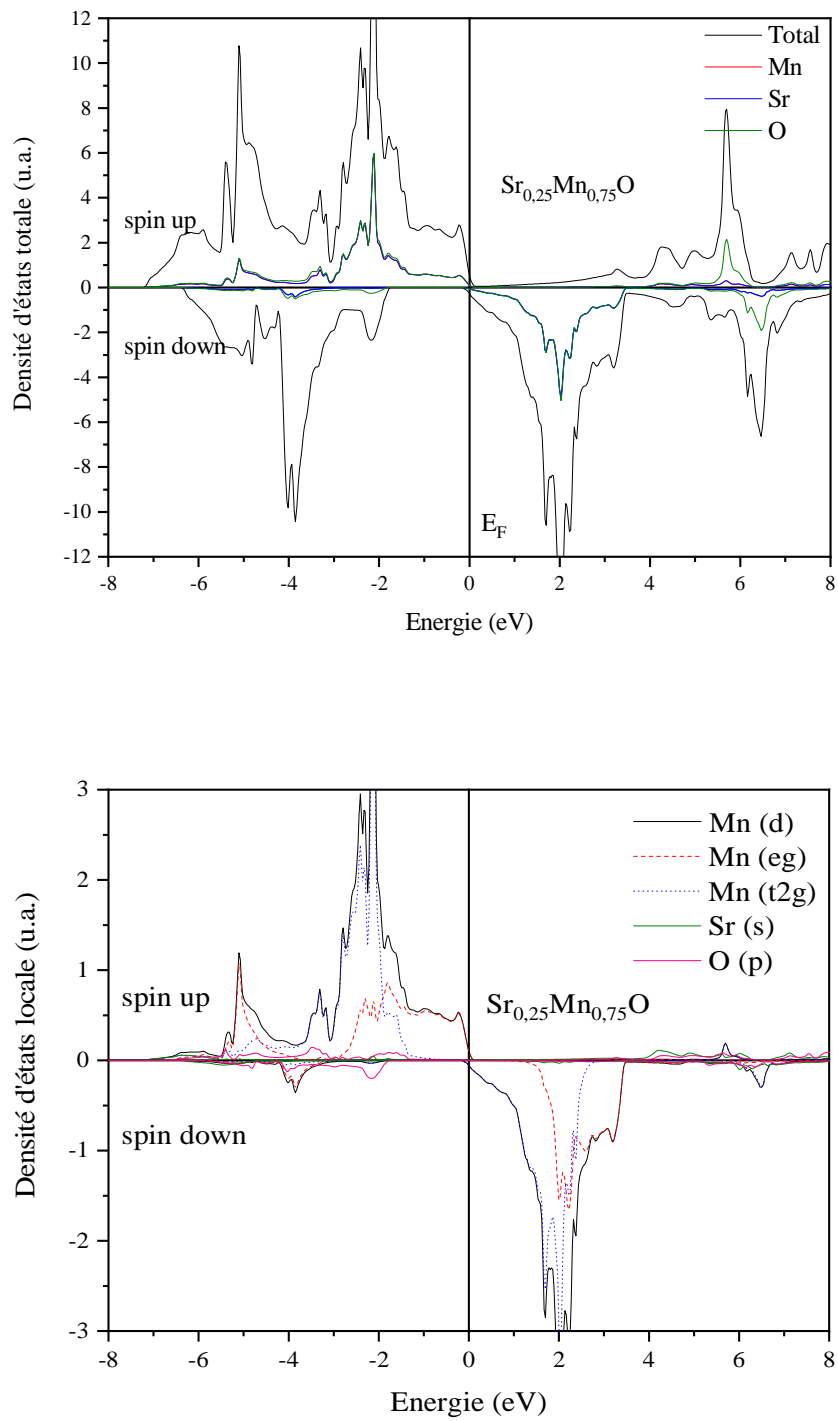 12
10
8
6
4
2
0
-2
-4
-6
-8
-10
-12
Densité d'états totale (u.a.)
Total
Mn
Sr
O
Sr0,25Mn0,75O
spin up
spin down
EF
-8 -6 -4 -2 0 2 4 6 8
Energie (eV)
3
2
1
0
-1
-2
-3
Densité d'états locale (u.a.)
Mn (d)
Mn (eg)
Mn (t2g)
Sr (s)
O (p)
spin up
Sr0,25Mn0,75O
spin down
-8 -6 -4 -2 0 2 4 6 8
Energie (eV)